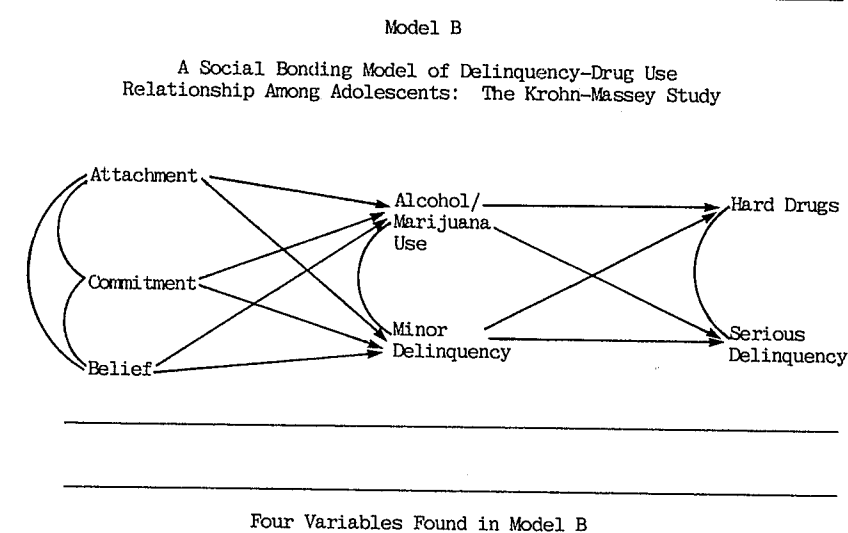 Model B
A Social Bonding Model of Delinquency-Drug Use
Relationship Among Adolescents: The Krohn-Massey Study
Attachment
Alcohol/
Marijuana
Use
Hard Drugs
Commitment
Minor
Delinquency
Serious
Delinquency
Belief
Four Variables Found in Model B